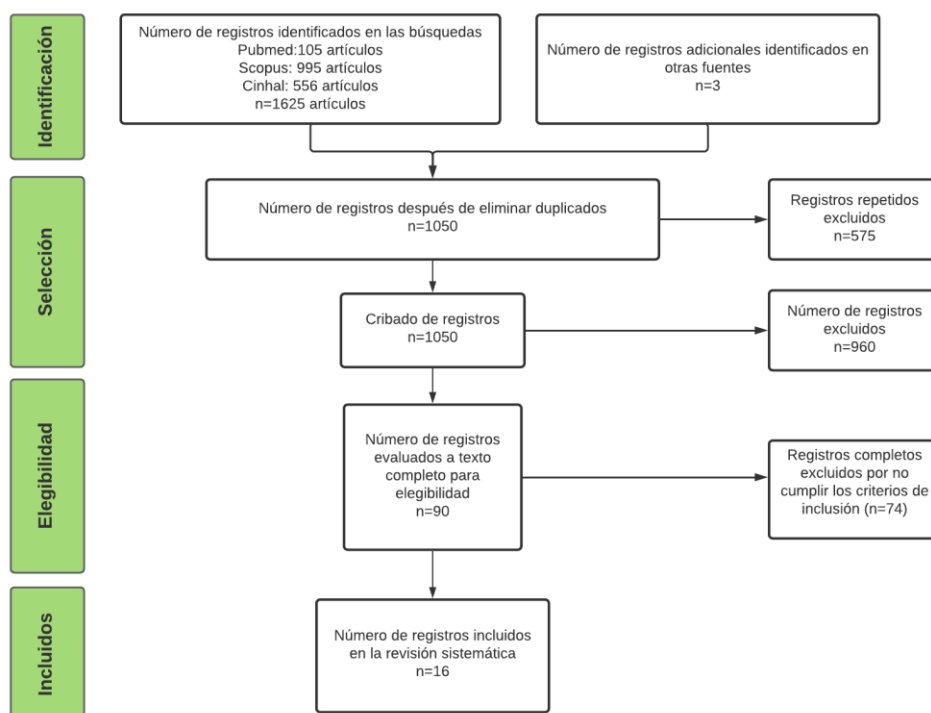 Identificación
Número de registros identificados en las búsquedas
Pubmed:105 artículos
Scopus: 995 artículos
Cinhal: 556 artículos
n=1625 artículos
Número de registros adicionales identificados en
otras fuentes
n=3
Selección
Número de registros después de eliminar duplicados
n=1050
Registros repetidos
excluidos
n=575
Cribado de registros
n=1050
Número de registros
excluidos
n=960
Elegibilidad
Número de registros
evaluados a texto
completo para
elegibilidad
n=90
Registros completos
excluidos por no
cumplir los criterios de
inclusión (n=74)
Incluidos
Número de registros incluidos
en la revisión sistemática
n=16